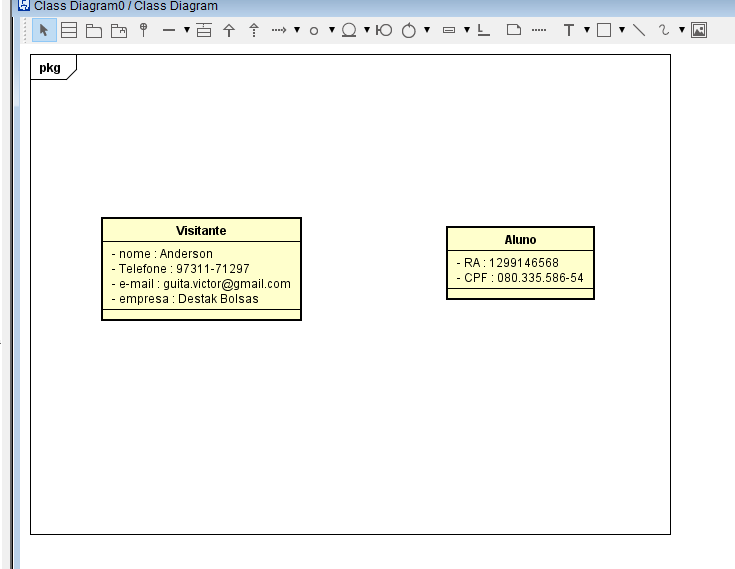 Class Diagram0 / Class Diagram
T
pkg
Visitante
- nome : Anderson
- Telefone : 97311-71297
- e-mail : guita.victor@gmail.com
- empresa : Destak Bolsas
Aluno
- RA : 1299146568
- CPF : 080.335.586-54